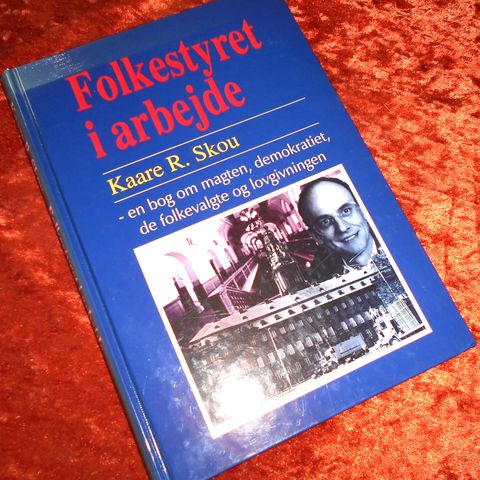 Folkestyret
i arbejde
Kaare R. Skou
- en bog om magten, demokratiet,
de folkevalgte og lovgivningen